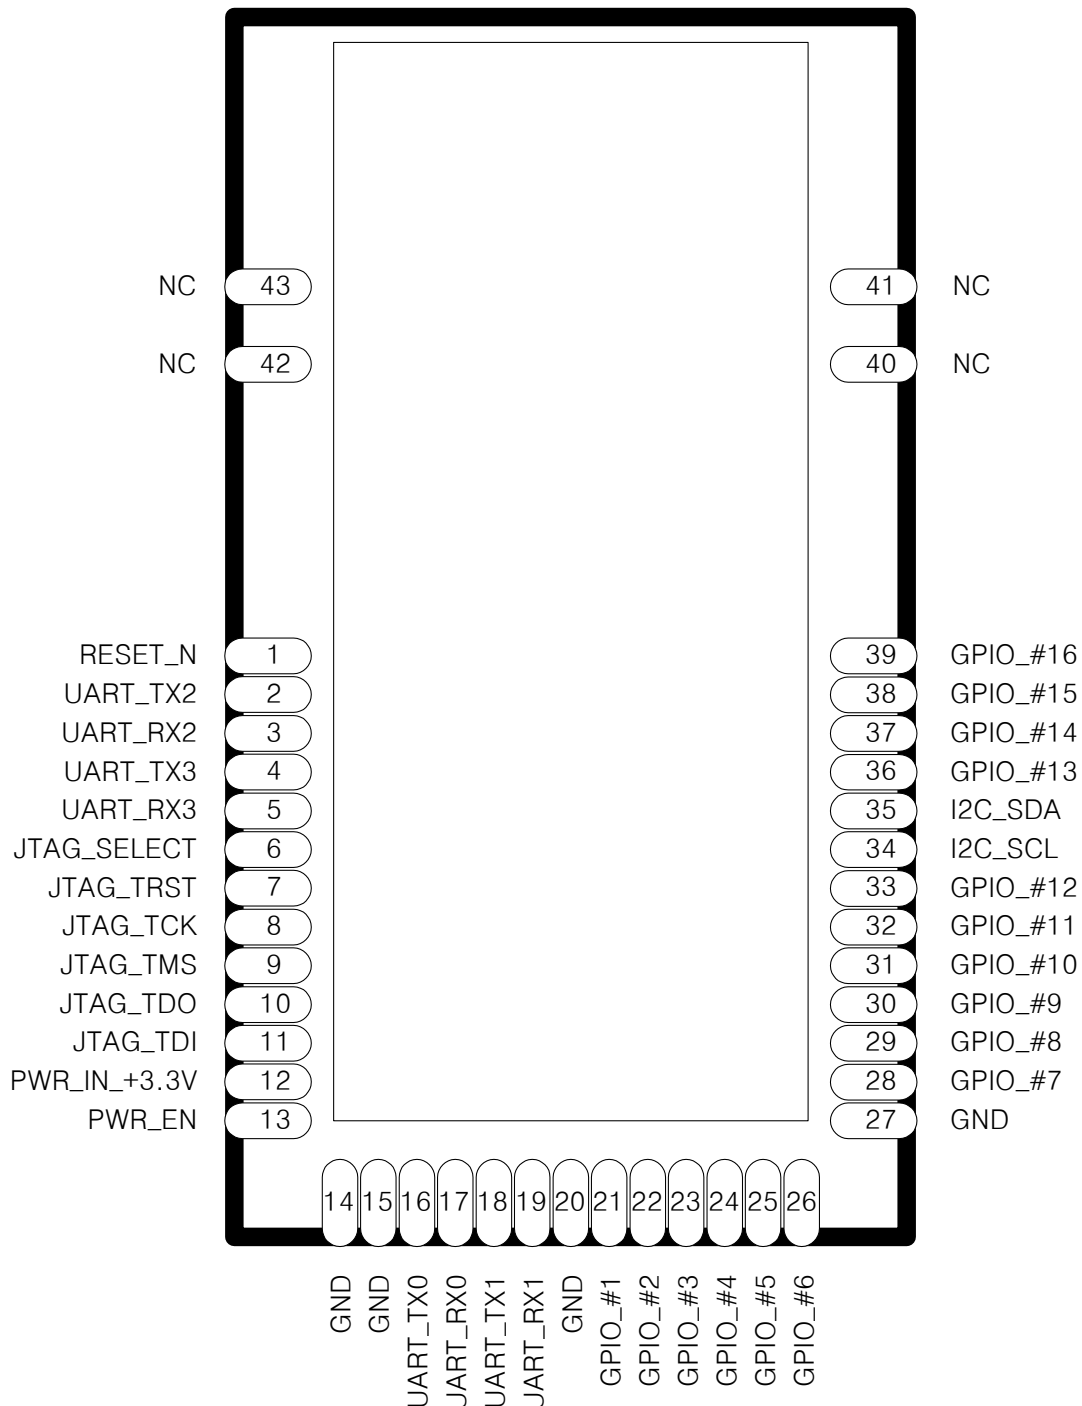 NC 43 41 NC
NC 42 40 NC
RESET_N 1 39 GPIO_#16
UART_TX2 2 38 GPIO_#15
UART_RX2 3 37 GPIO_#14
UART_TX3 4 36 GPIO_#13
UART_RX3 5 35 I2C_SDA
JTAG_SELECT 6 34 I2C_SCL
JTAG_TRST 7 33 GPIO_#12
JTAG_TCK 8 32 GPIO_#11
JTAG_TMS 9 31 GPIO_#10
JTAG_TDO 10 30 GPIO_#9
JTAG_TDI 11 29 GPIO_#8
PWR_IN_+3.3V 12 28 GPIO_#7
PWR_EN 13 27 GND
14 15 16 17 18 19 20 21 22 23 24 25 26
GND
GND
UART_TX0
UART_RX0
UART_TX1
UART_RX1
GND
GPIO_#1
GPIO_#2
GPIO_#3
GPIO_#4
GPIO_#5
GPIO_#6